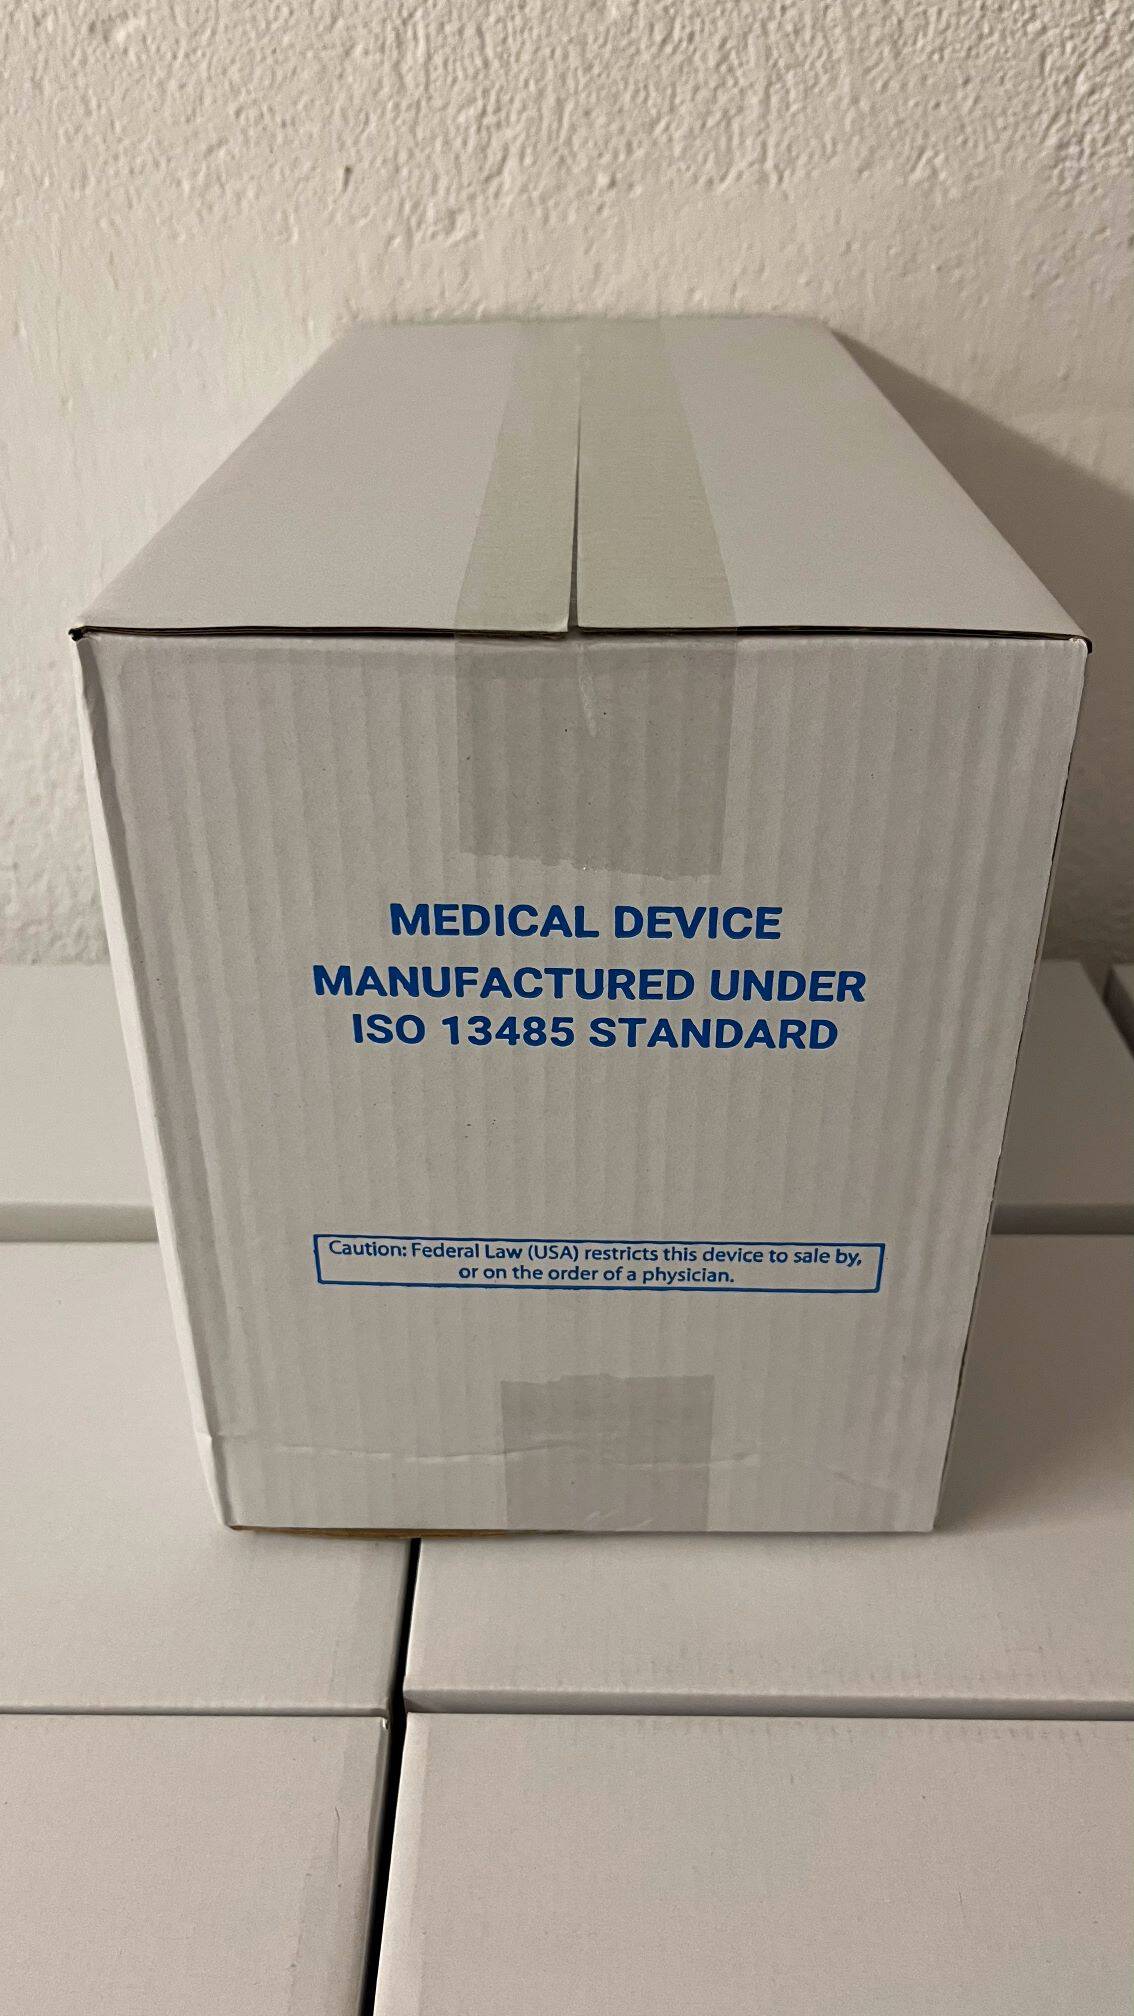 MEDICAL DEVICE
MANUFACTURED UNDER
ISO 13485 STANDARD
Caution: Federal Law (USA) restricts this device to sale by,
or on the order of a physician.